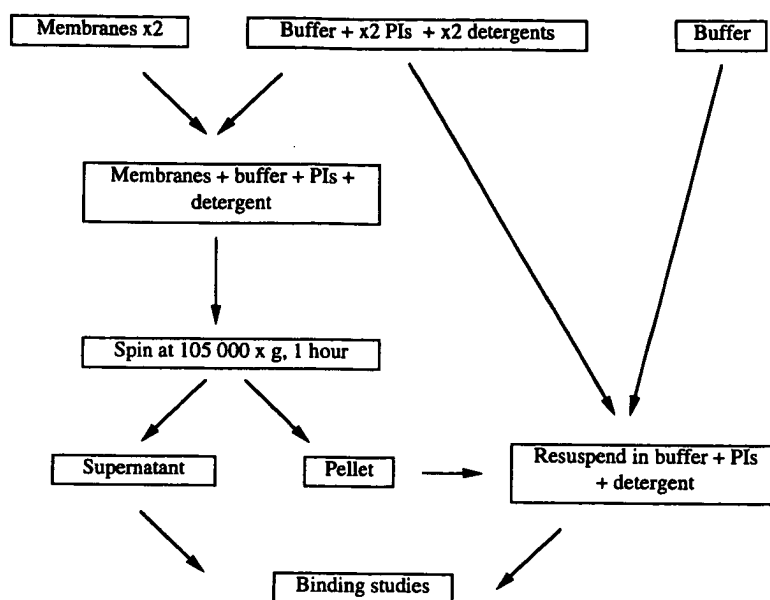 Membranes x2
Buffer + x2 PIs + x2 detergents
Buffer
Membranes + buffer + PIs +
detergent
Spin at 105 000 x g, 1 hour
Supernatant
Pellet
Resuspend in buffer + PIs
+ detergent
Binding studies